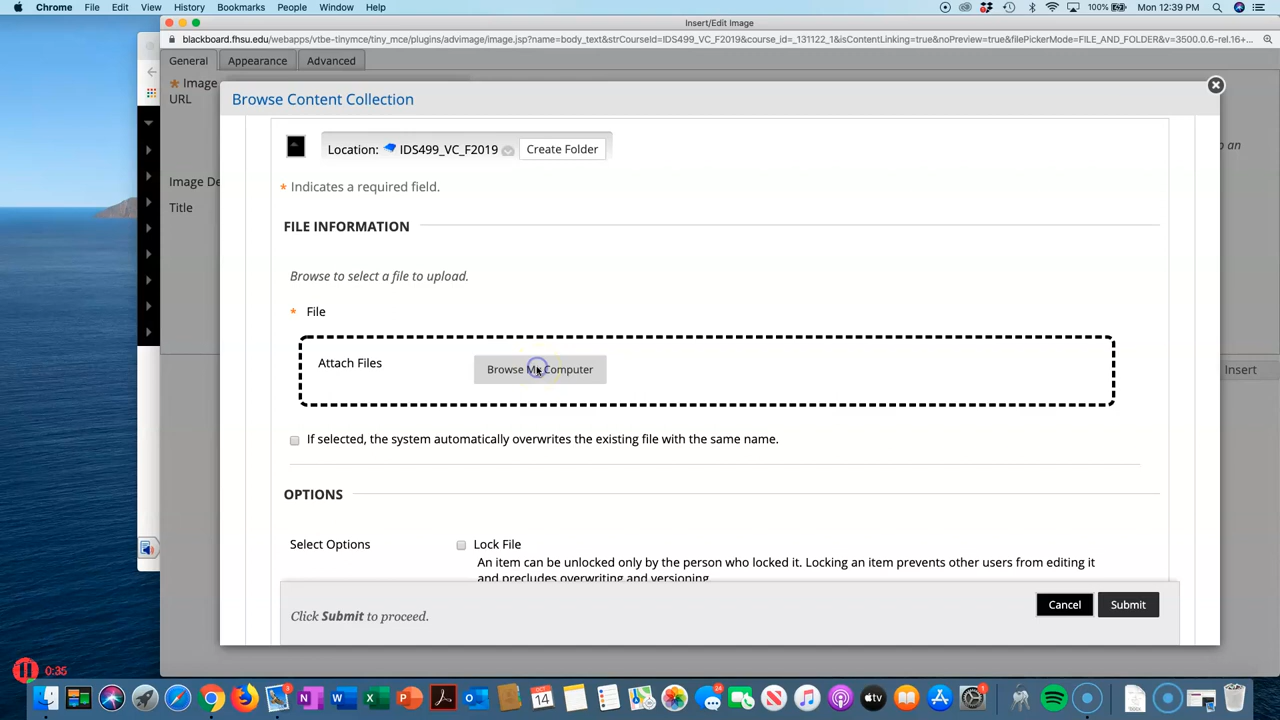 Chrome File Edit View History Bookmarks People Window Help
100% Mon 12:39 PM
Insert/Edit Image
blackboard.fhsu.edu/webapps/vtbe-tinymce/tiny_mce/plugins/advimage/image.jsp?name=body_text&strCourseId=IDS499_VC_F2019&course_id=_131122_1&isContentLinking=true&noPreview=true&filePickerMode=FILE_AND_FOLDER&v=3500.0.6-rel.16+...
General Appearance Advanced
* Image
URL
Browse Content Collection
Location: IDS499_VC_F2019 Create Folder
an
Image De
* Indicates a required field.
Title
FILE INFORMATION
Browse to select a file to upload.
* File
Attach Files Browse My Computer
Insert
If selected, the system automatically overwrites the existing file with the same name.
OPTIONS
Select Options Lock File
An item can be unlocked only by the person who locked it. Locking an item prevents other users from editing it
and precludes overwriting and versioning.
Click Submit to proceed.
Cancel Submit
0:35